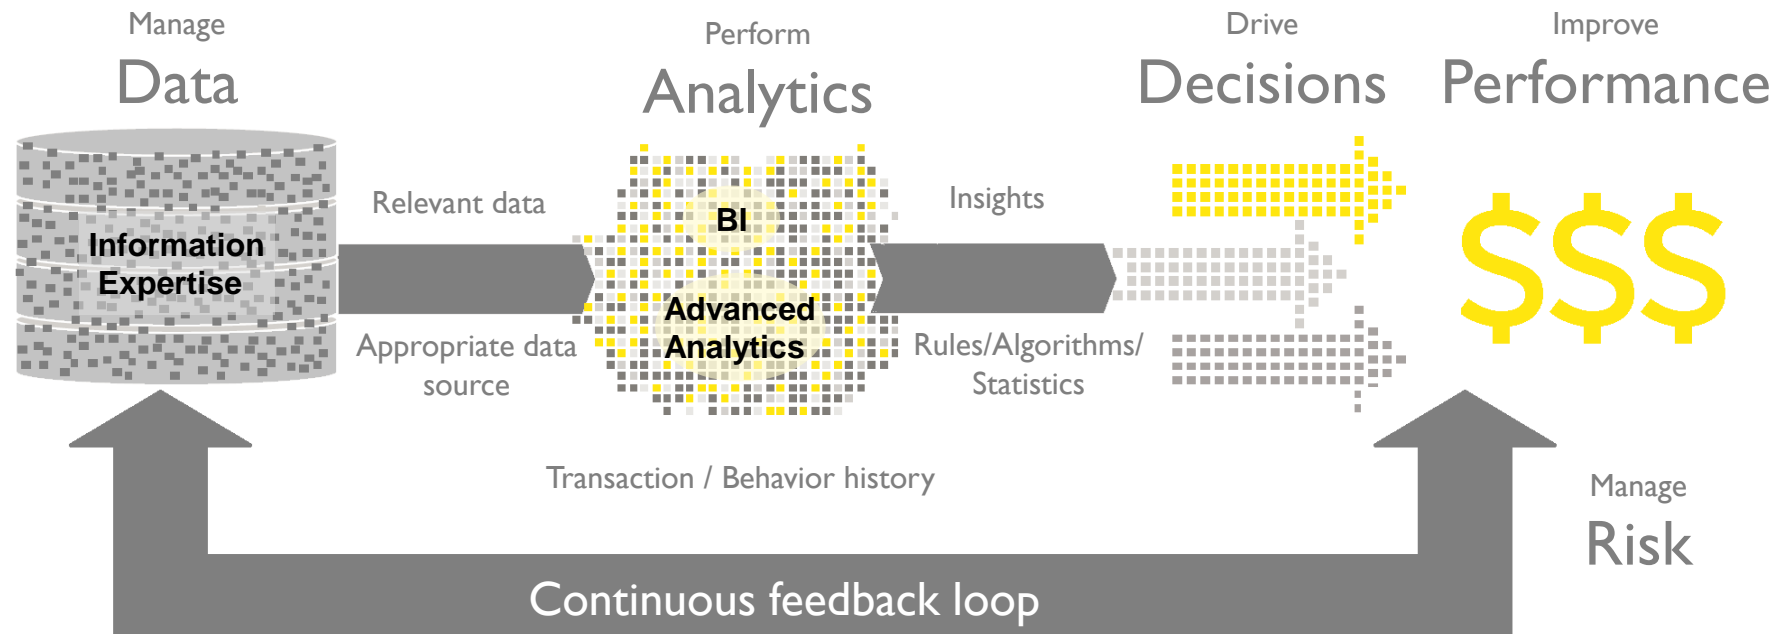 Manage
Data
Perform
Analytics
Drive
Decisions
Improve
Performance
Information
Expertise
Relevant data
Appropriate data
source
BI
Advanced
Analytics
Insights
Rules/Algorithms/
Statistics
$$$
Transaction / Behavior history
Manage
Risk
Continuous feedback loop